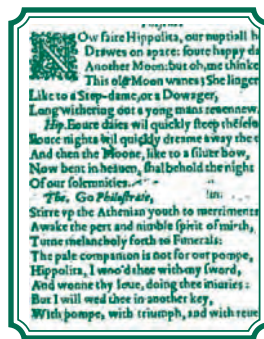 NOw faire Hippolita, our nuptiall h
Drawes on apace: foure happy da
Another Moon: but oh, me thinke
This old Moon wanes; She linger
Like to a Step-dame, or a Dowager,
Long withering out a yong mans reuennew.
Hip. Foure daies wil quickly steep thēselue
Foure nights wil quickly dreame away the t
And then the Moone, like to a siluer bow,
Now bent in heauen, shal behold the night
Of our solemnities.
The. Go Philostrate,
Stirre vp the Athenian youth to merriments
Awake the pert and nimble spirit of mirth,
Turne melancholy forth to Funerals:
The pale companion is not for our pompe,
Hippolita, I woo'd thee with my sword,
And wonne thy loue, doing thee iniuries:
But I will wed thee in another key,
With pompe, with triumph, and with reue